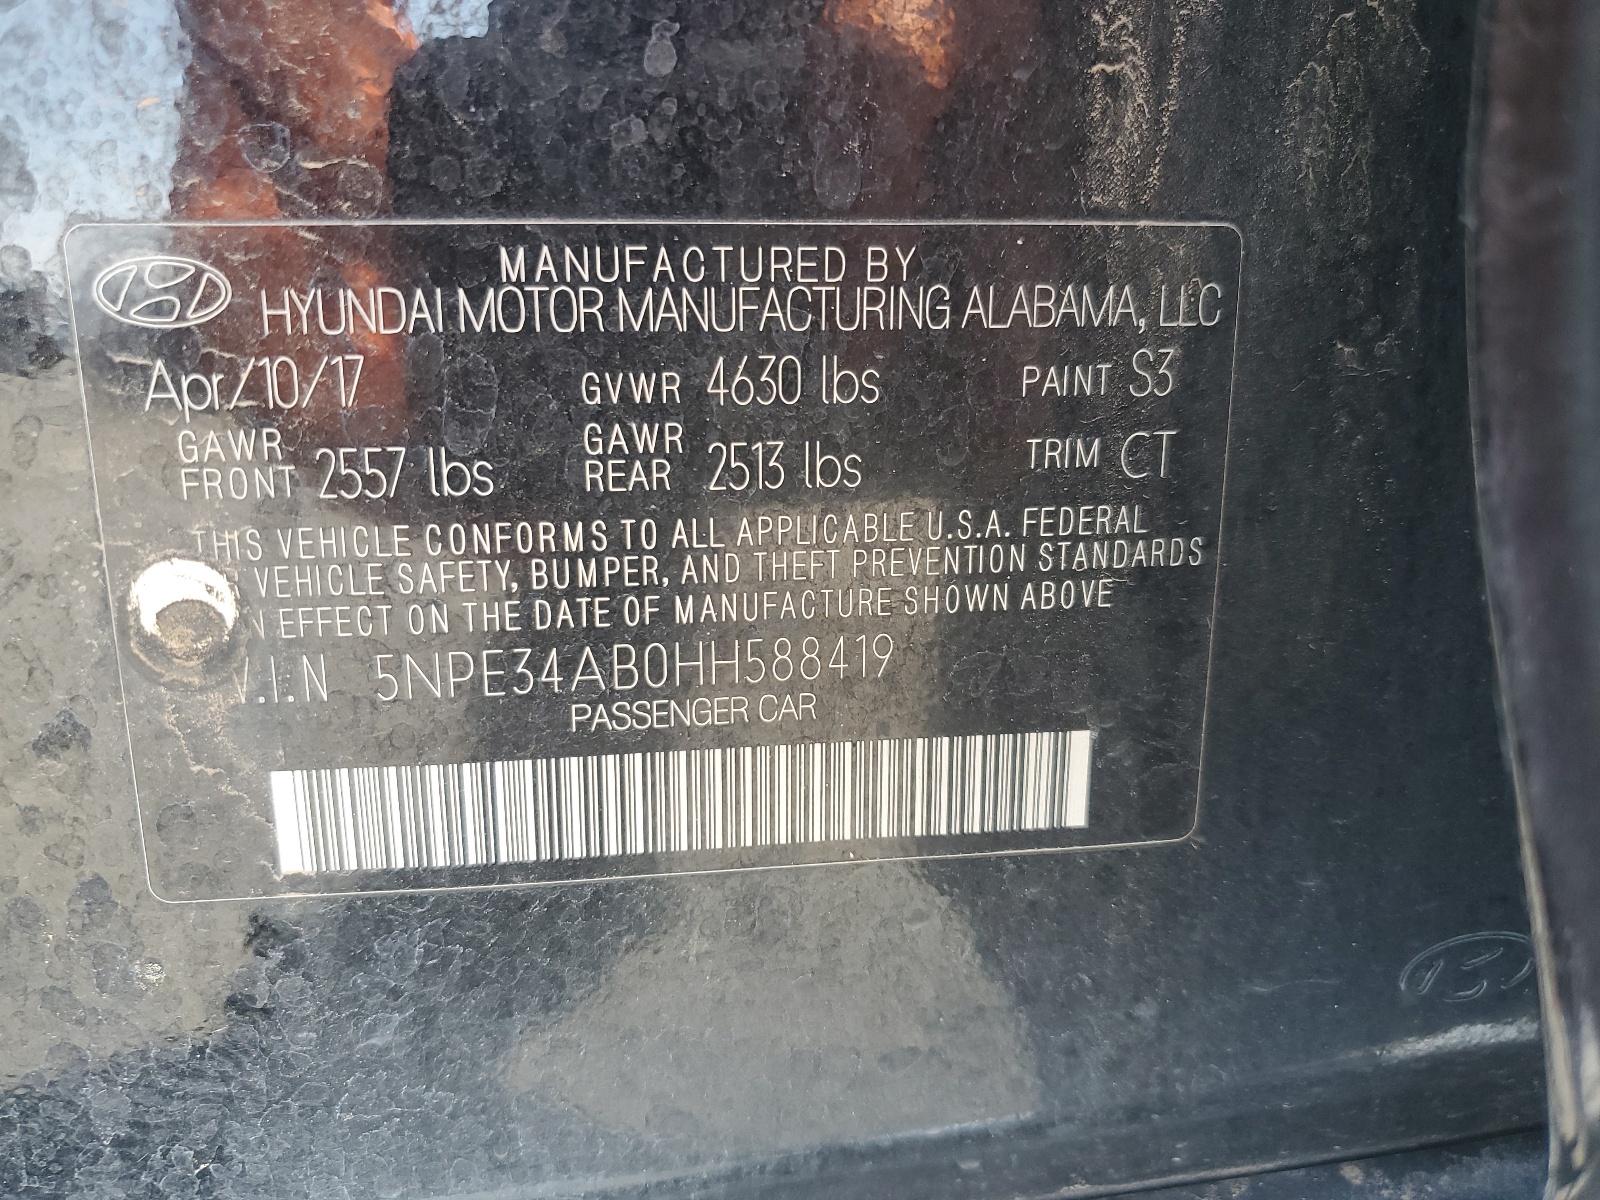 MANUFACTURED BY
HYUNDAI MOTOR MANUFACTURING ALABAMA, LLC
Apr/10/17 GVWR 4630 lbs PAINT S3
GAWR FRONT 2557 lbs GAWR REAR 2513 lbs TRIM CT
THIS VEHICLE CONFORMS TO ALL APPLICABLE U.S.A. FEDERAL
VEHICLE SAFETY, BUMPER, AND THEFT PREVENTION STANDARDS
IN EFFECT ON THE DATE OF MANUFACTURE SHOWN ABOVE
V.I.N 5NPE34AB0HH588419
PASSENGER CAR